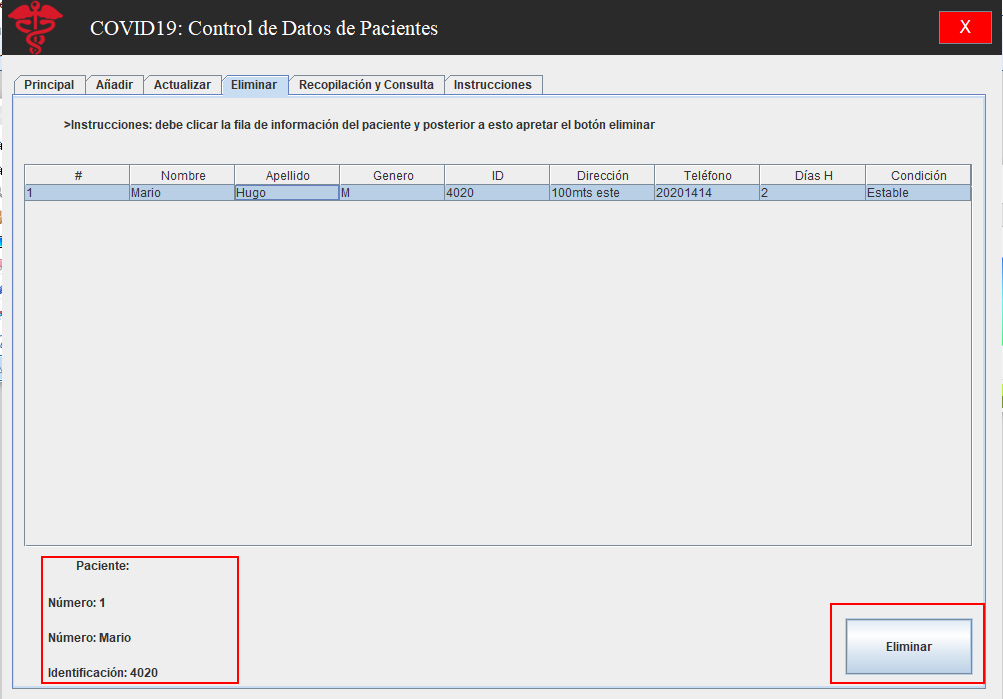 COVID19: Control de Datos de Pacientes
X
Principal Añadir Actualizar Eliminar Recopilación y Consulta Instrucciones
>Instrucciones: debe clicar la fila de información del paciente y posterior a esto apretar el botón eliminar
# Nombre Apellido Genero ID Dirección Teléfono Días H Condición
1 Mario Hugo M 4020 100mts este 20201414 2 Estable
Paciente:
Número: 1
Número: Mario
Identificación: 4020
Eliminar